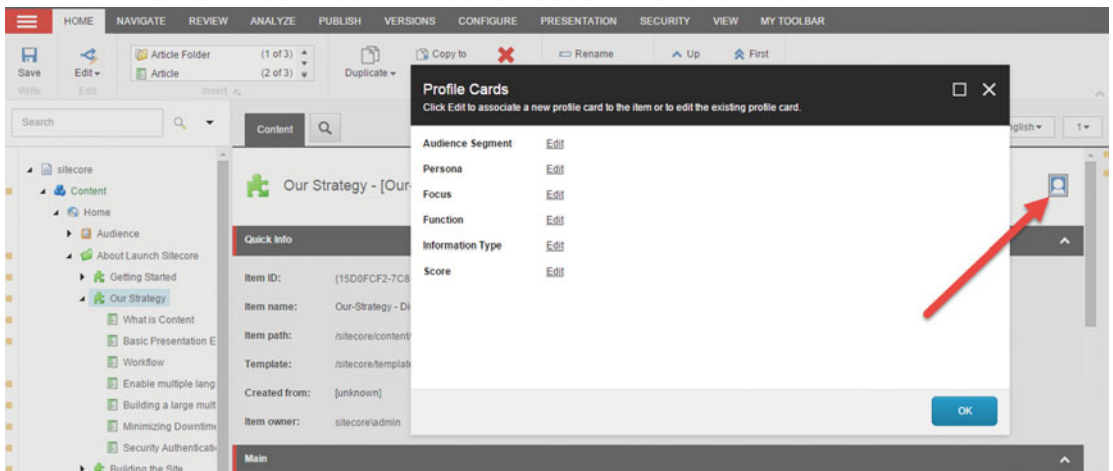 HOME NAVIGATE REVIEW ANALYZE PUBLISH VERSIONS CONFIGURE PRESENTATION SECURITY VIEW MY TOOLBAR
Save
Write
Edit
Edit
Article Folder (1 of 3)
Article (2 of 3)
Insert
Duplicate
Copy to
Rename
Up
First
Search
Content
1
sitecore
Content
Home
Audience
About Launch Sitecore
Getting Started
Our Strategy
What is Content
Basic Presentation E
Workflow
Enable multiple lang
Building a large mult
Minimizing Downtime
Security Authenticati
Building the Site
Our Strategy - [Our-
Quick Info
Item ID: {15D0FCF2-7C8
Item name: Our-Strategy - Di
Item path: /sitecore/content/
Template: /sitecore/templat
Created from: [unknown]
Item owner: sitecore\admin
Main
Profile Cards
Click Edit to associate a new profile card to the item or to edit the existing profile card.
Audience Segment Edit
Persona Edit
Focus Edit
Function Edit
Information Type Edit
Score Edit
OK